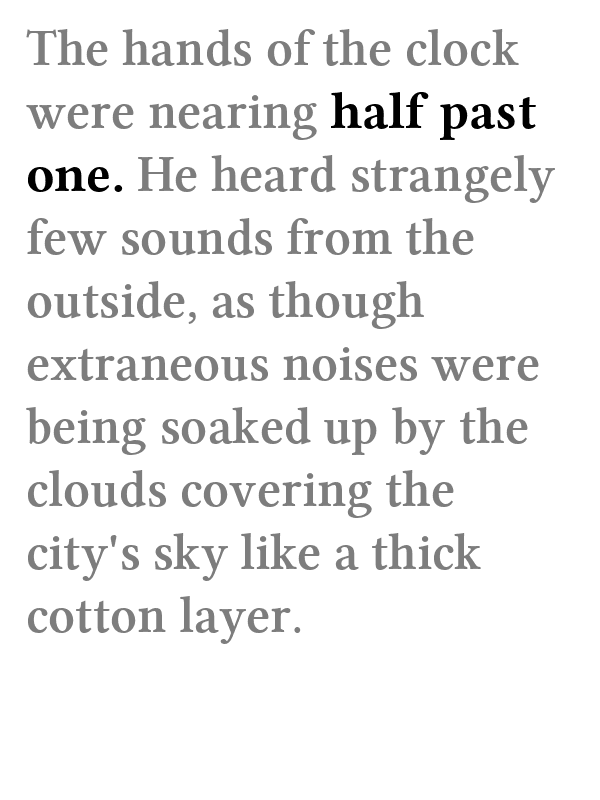 The hands of the clock
were nearing half past
one. He heard strangely
few sounds from the
outside, as though
extraneous noises were
being soaked up by the
clouds covering the
city's sky like a thick
cotton layer.